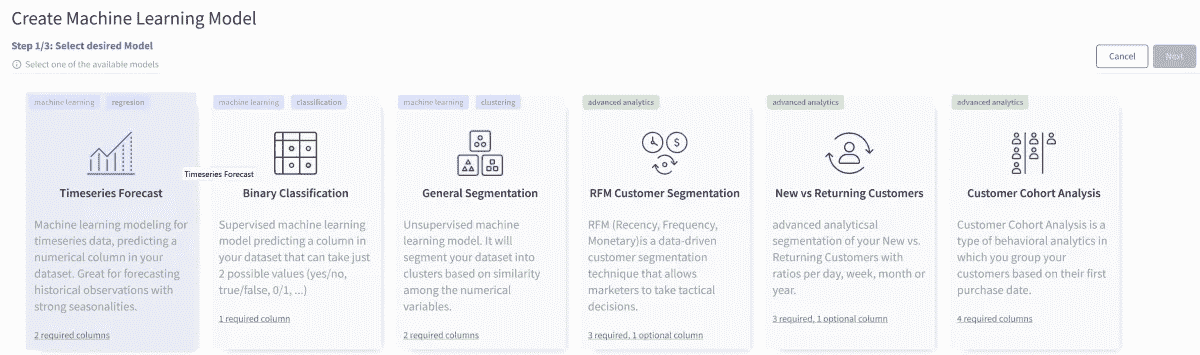 Create Machine Learning Model
Step 1/3: Select desired Model
Select one of the available models
Cancel
Next
machine learning
regresion
Timeseries Forecast
Machine learning modeling for
timeseries data, predicting a
numerical column in your
dataset. Great for forecasting
historical observations with
strong seasonalities.
2 required columns
Timeseries Forecast
machine learning
classification
Binary Classification
Supervised machine learning
model predicting a column in
your dataset that can take just
2 possible values (yes/no,
true/false, 0/1, ...)
1 required column
machine learning
clustering
General Segmentation
Unsupervised machine
learning model. It will
segment your dataset into
clusters based on similarity
among the numerical
variables.
2 required columns
advanced analytics
RFM Customer Segmentation
RFM (Recency, Frequency,
Monetary)is a data-driven
customer segmentation
technique that allows
marketers to take tactical
decisions.
3 required, 1 optional column
advanced analytics
New vs Returning Customers
advanced analyticsal
segmentation of your New vs.
Returning Customers with
ratios per day, week, month or
year.
3 required, 1 optional column
advanced analytics
Customer Cohort Analysis
Customer Cohort Analysis is a
type of behavioral analytics in
which you group your
customers based on their first
purchase date.
4 required columns